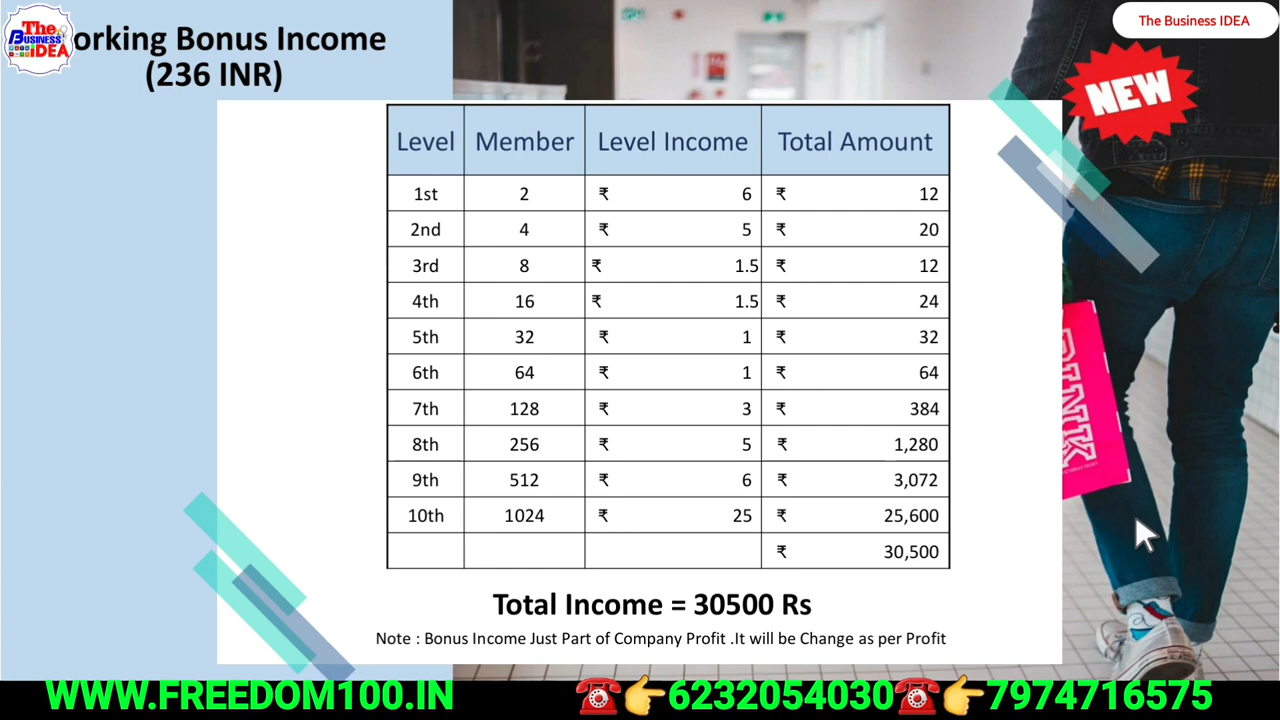 The Business IDEA
The
BUSINESS
IDEA
orking Bonus Income
(236 INR)
NEW
Level Member Level Income Total Amount
1st 2 ₹ 6 ₹ 12
2nd 4 ₹ 5 ₹ 20
3rd 8 ₹ 1.5 ₹ 12
4th 16 ₹ 1.5 ₹ 24
5th 32 ₹ 1 ₹ 32
6th 64 ₹ 1 ₹ 64
7th 128 ₹ 3 ₹ 384
8th 256 ₹ 5 ₹ 1,280
9th 512 ₹ 6 ₹ 3,072
10th 1024 ₹ 25 ₹ 25,600
₹ 30,500
PINK
Total Income = 30500 Rs
Note : Bonus Income Just Part of Company Profit .It will be Change as per Profit
WWW.FREEDOM100.IN ☎️👉6232054030☎️👉7974716575